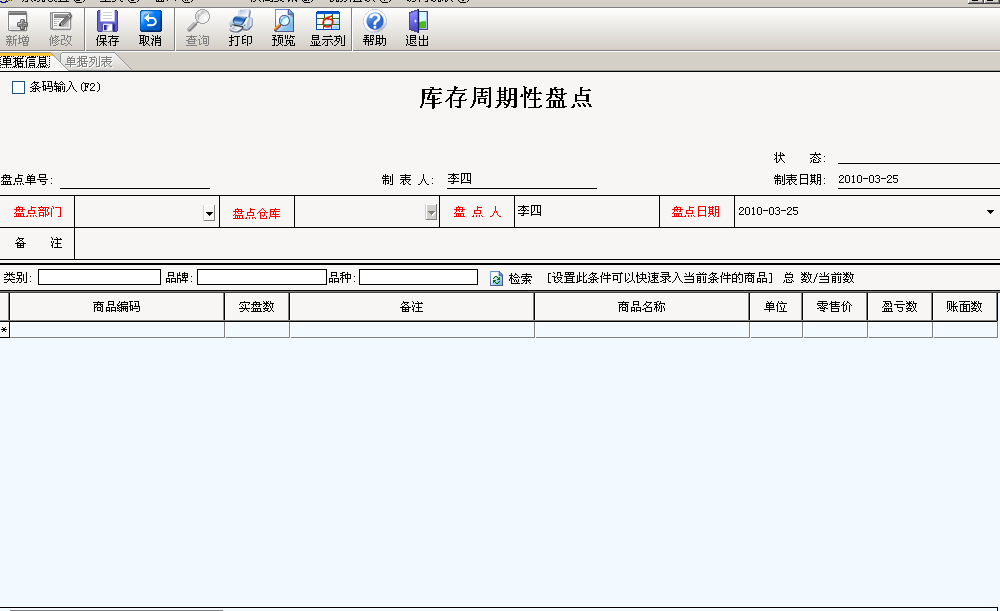 新增 修改 保存 取消 查询 打印 预览 显示列 帮助 退出
单据信息 单据列表
条码输入(F2)
库存周期性盘点
状 态:
盘点单号: 制 表 人: 李四 制表日期: 2010-03-25
盘点部门 盘点仓库 盘 点 人 李四 盘点日期 2010-03-25
备 注
类别: 品牌: 品种: 检索 [设置此条件可以快速录入当前条件的商品] 总 数/当前数
商品编码 实盘数 备注 商品名称 单位 零售价 盈亏数 账面数
*